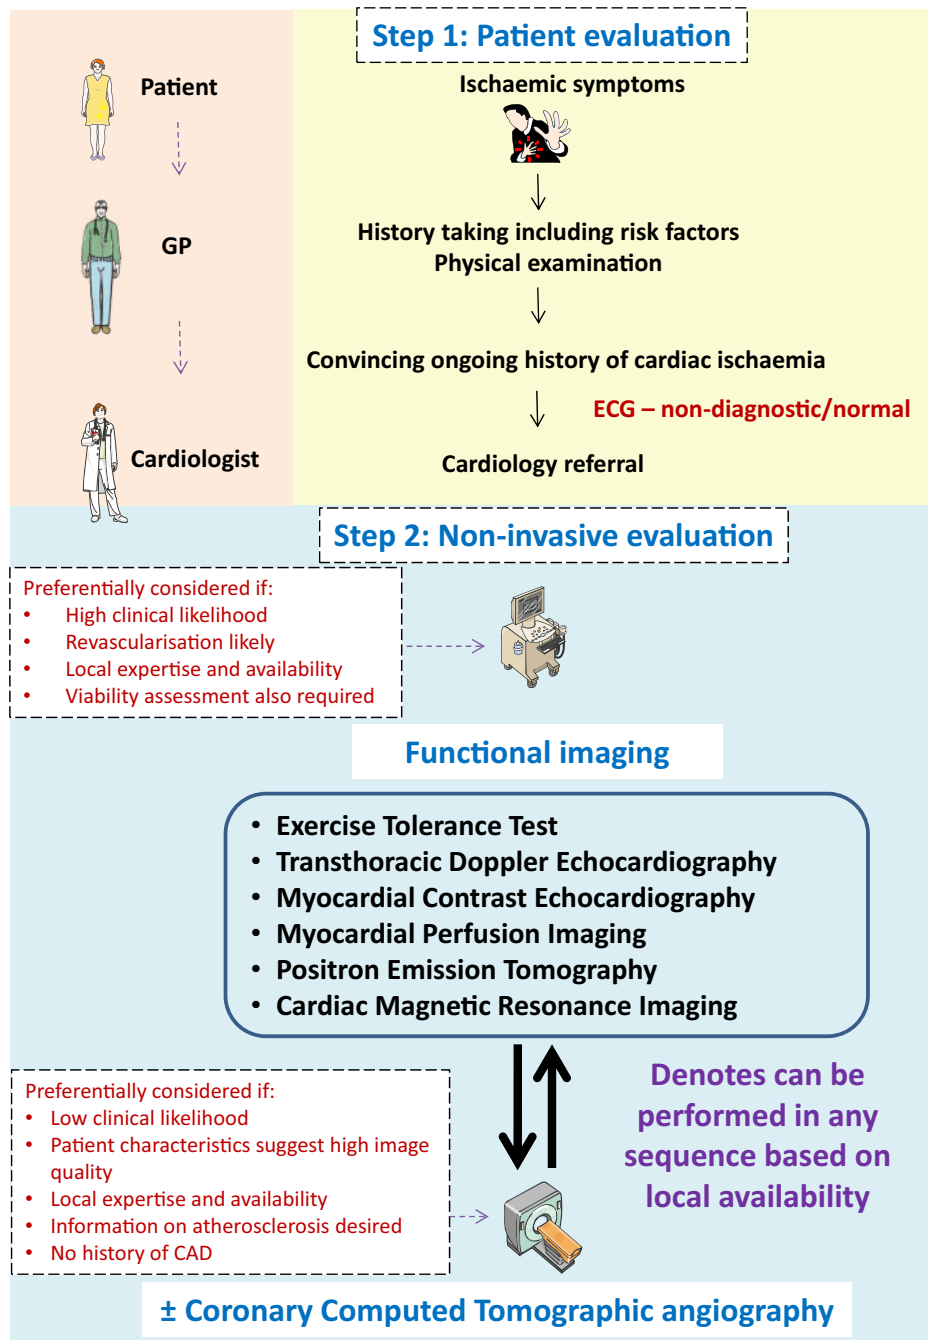 Step 1: Patient evaluation
Patient
Ischaemic symptoms
GP
History taking including risk factors
Physical examination
Convincing ongoing history of cardiac ischaemia
ECG – non-diagnostic/normal
Cardiologist
Cardiology referral
Step 2: Non-invasive evaluation
Preferentially considered if:
• High clinical likelihood
• Revascularisation likely
• Local expertise and availability
• Viability assessment also required
Functional imaging
• Exercise Tolerance Test
• Transthoracic Doppler Echocardiography
• Myocardial Contrast Echocardiography
• Myocardial Perfusion Imaging
• Positron Emission Tomography
• Cardiac Magnetic Resonance Imaging
Preferentially considered if:
• Low clinical likelihood
• Patient characteristics suggest high image
quality
• Local expertise and availability
• Information on atherosclerosis desired
• No history of CAD
Denotes can be
performed in any
sequence based on
local availability
± Coronary Computed Tomographic angiography